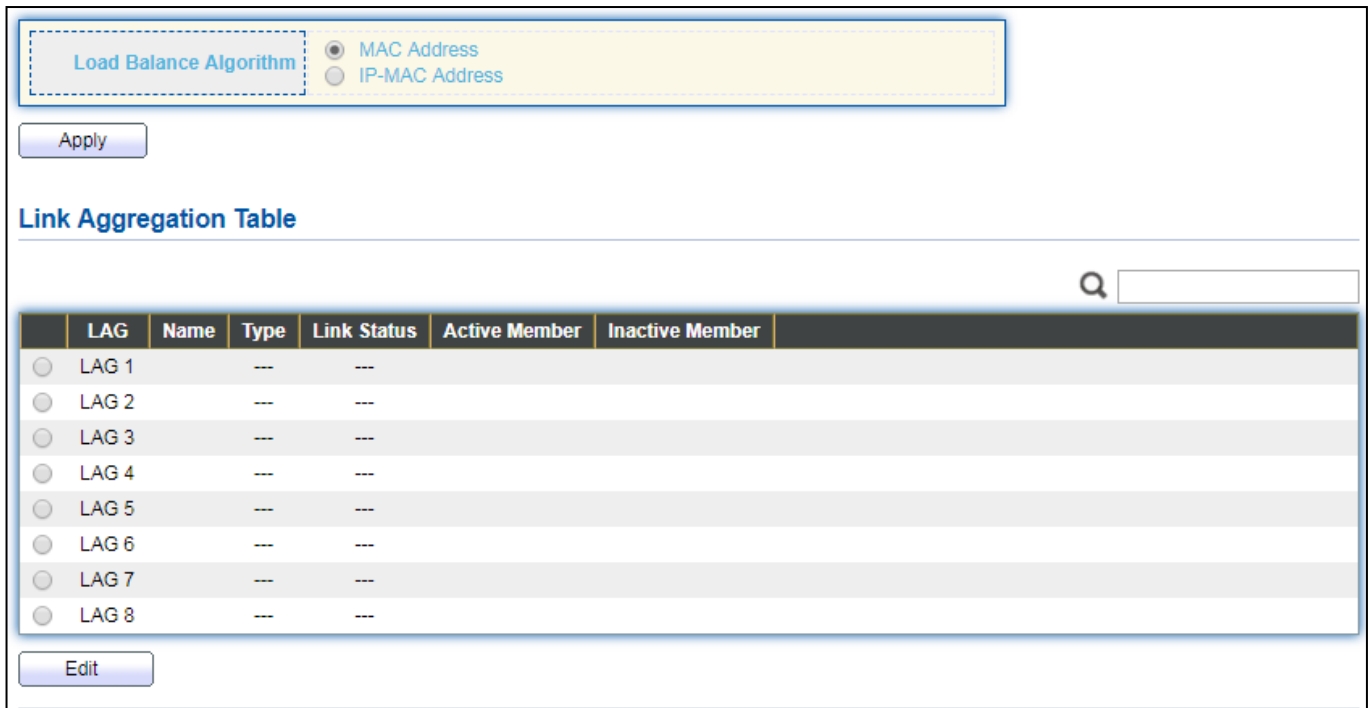 Load Balance Algorithm
MAC Address
IP-MAC Address
Apply
Link Aggregation Table
LAG Name Type Link Status Active Member Inactive Member
LAG 1 --- ---
LAG 2 --- ---
LAG 3 --- ---
LAG 4 --- ---
LAG 5 --- ---
LAG 6 --- ---
LAG 7 --- ---
LAG 8 --- ---
Edit